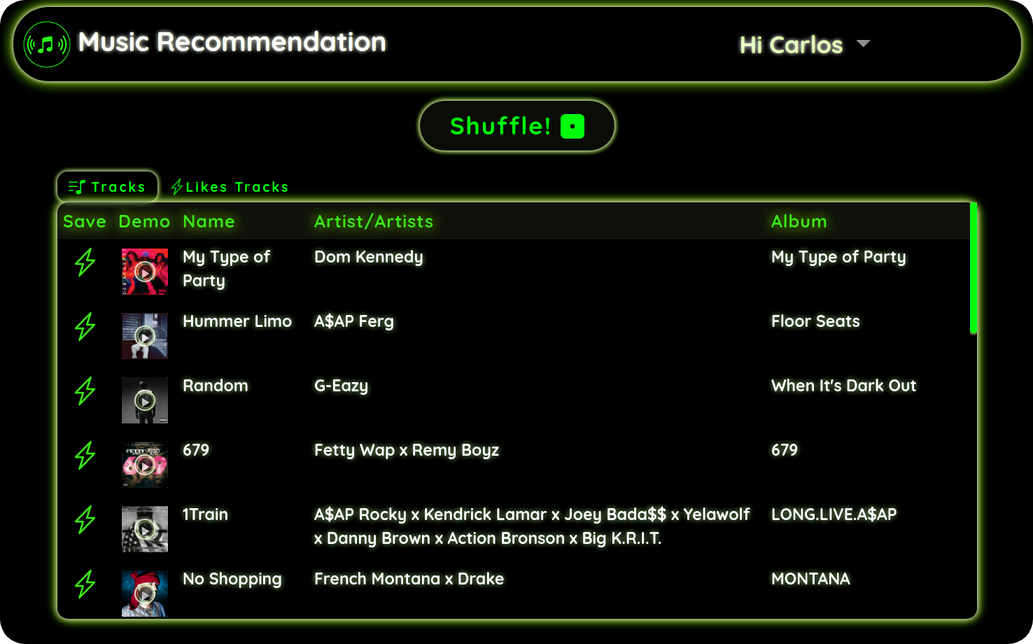 Music Recommendation
Hi Carlos
Shuffle!
Tracks
Likes Tracks
Save Demo Name Artist/Artists Album
My Type of Dom Kennedy My Type of Party
Party
Hummer Limo A$AP Ferg Floor Seats
Random G-Eazy When It's Dark Out
679 Fetty Wap x Remy Boyz 679
1Train A$AP Rocky x Kendrick Lamar x Joey Bada$$ x Yelawolf LONG.LIVE.A$AP
x Danny Brown x Action Bronson x Big K.R.I.T.
No Shopping French Montana x Drake MONTANA